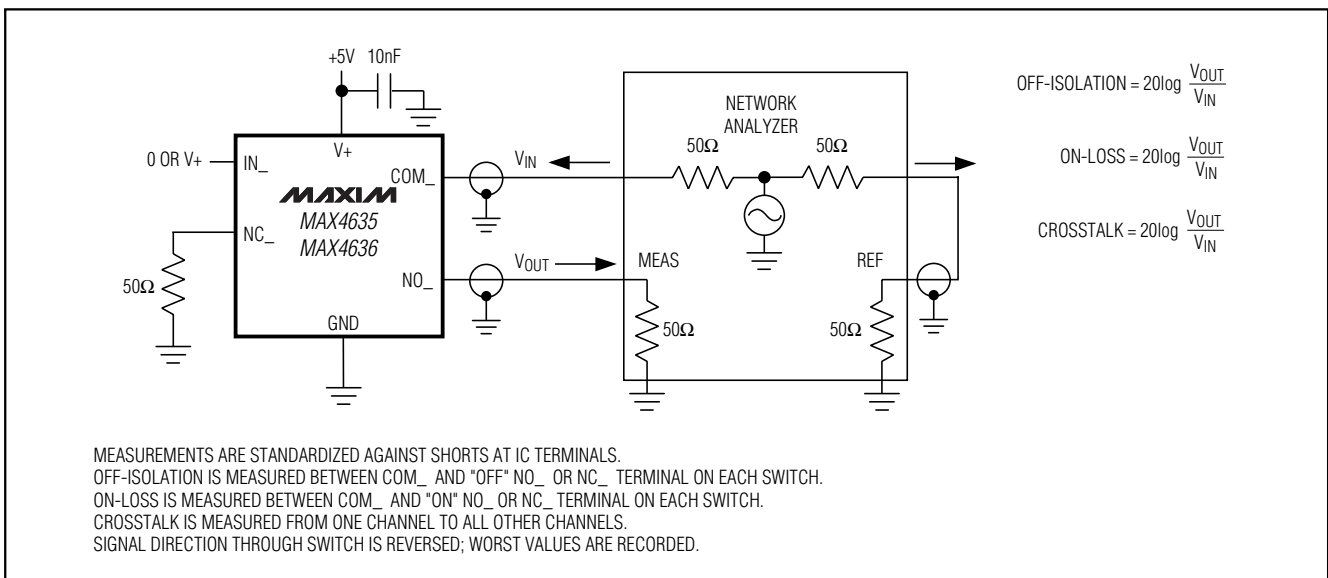 +5V 10nF
V+
0 OR V+ IN_
COM_
MAXIM
MAX4635
MAX4636
NC_
NO_
50Ω
GND
VIN
VOUT
NETWORK
ANALYZER
50Ω 50Ω
MEAS REF
50Ω 50Ω
OFF-ISOLATION = 20log VOUT
VIN
ON-LOSS = 20log VOUT
VIN
CROSSTALK = 20log VOUT
VIN
MEASUREMENTS ARE STANDARDIZED AGAINST SHORTS AT IC TERMINALS.
OFF-ISOLATION IS MEASURED BETWEEN COM_ AND "OFF" NO_ OR NC_ TERMINAL ON EACH SWITCH.
ON-LOSS IS MEASURED BETWEEN COM_ AND "ON" NO_ OR NC_ TERMINAL ON EACH SWITCH.
CROSSTALK IS MEASURED FROM ONE CHANNEL TO ALL OTHER CHANNELS.
SIGNAL DIRECTION THROUGH SWITCH IS REVERSED; WORST VALUES ARE RECORDED.